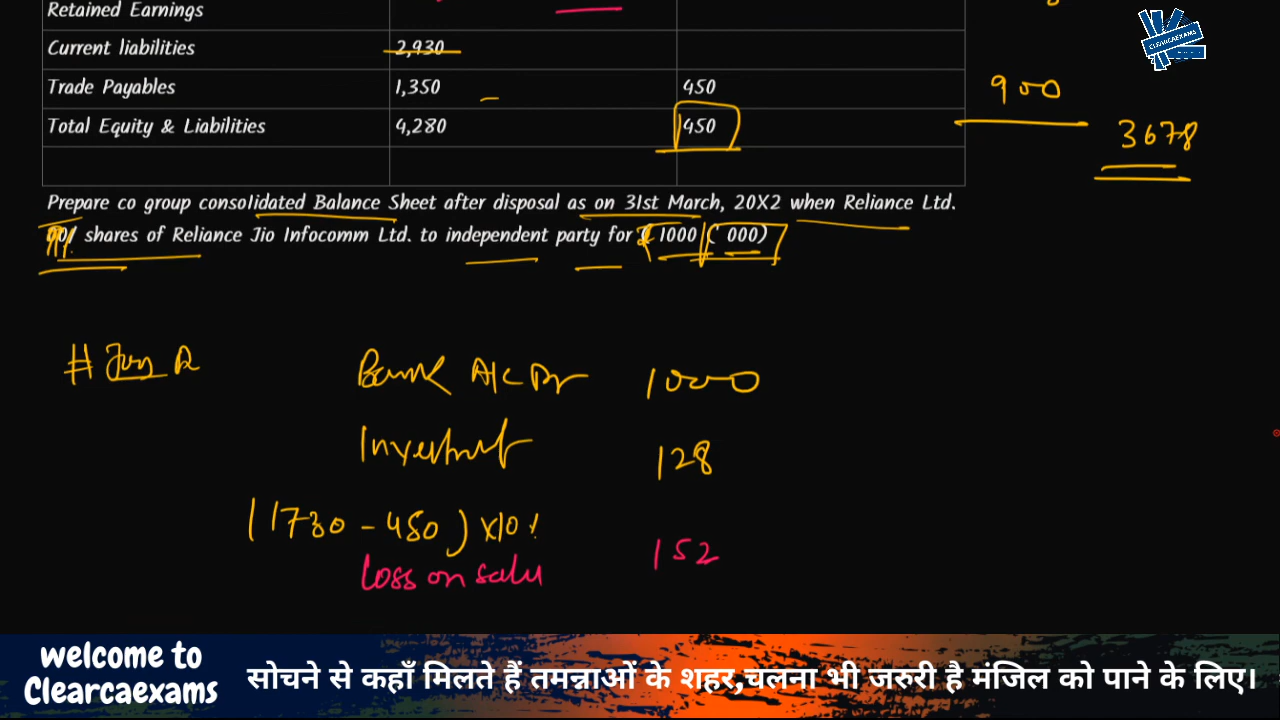 Retained Earnings
Current liabilities 2,930
CLEARCAEXAMS
Trade Payables 1,350 450
900
Total Equity & Liabilities 4,280 450
3678
Prepare co group consolidated Balance Sheet after disposal as on 31st March, 20X2 when Reliance Ltd.
shares of Reliance Jio Infocomm Ltd. to independent party for 1000 ( 000)
Bank A/c Dr 1000
Investment 128
(1730 - 450) x10%
loss on sale 152
welcome to
Clearcaexams
सोचने से कहाँ मिलते हैं तमन्नाओं के शहर,चलना भी जरुरी है मंजिल को पाने के लिए।